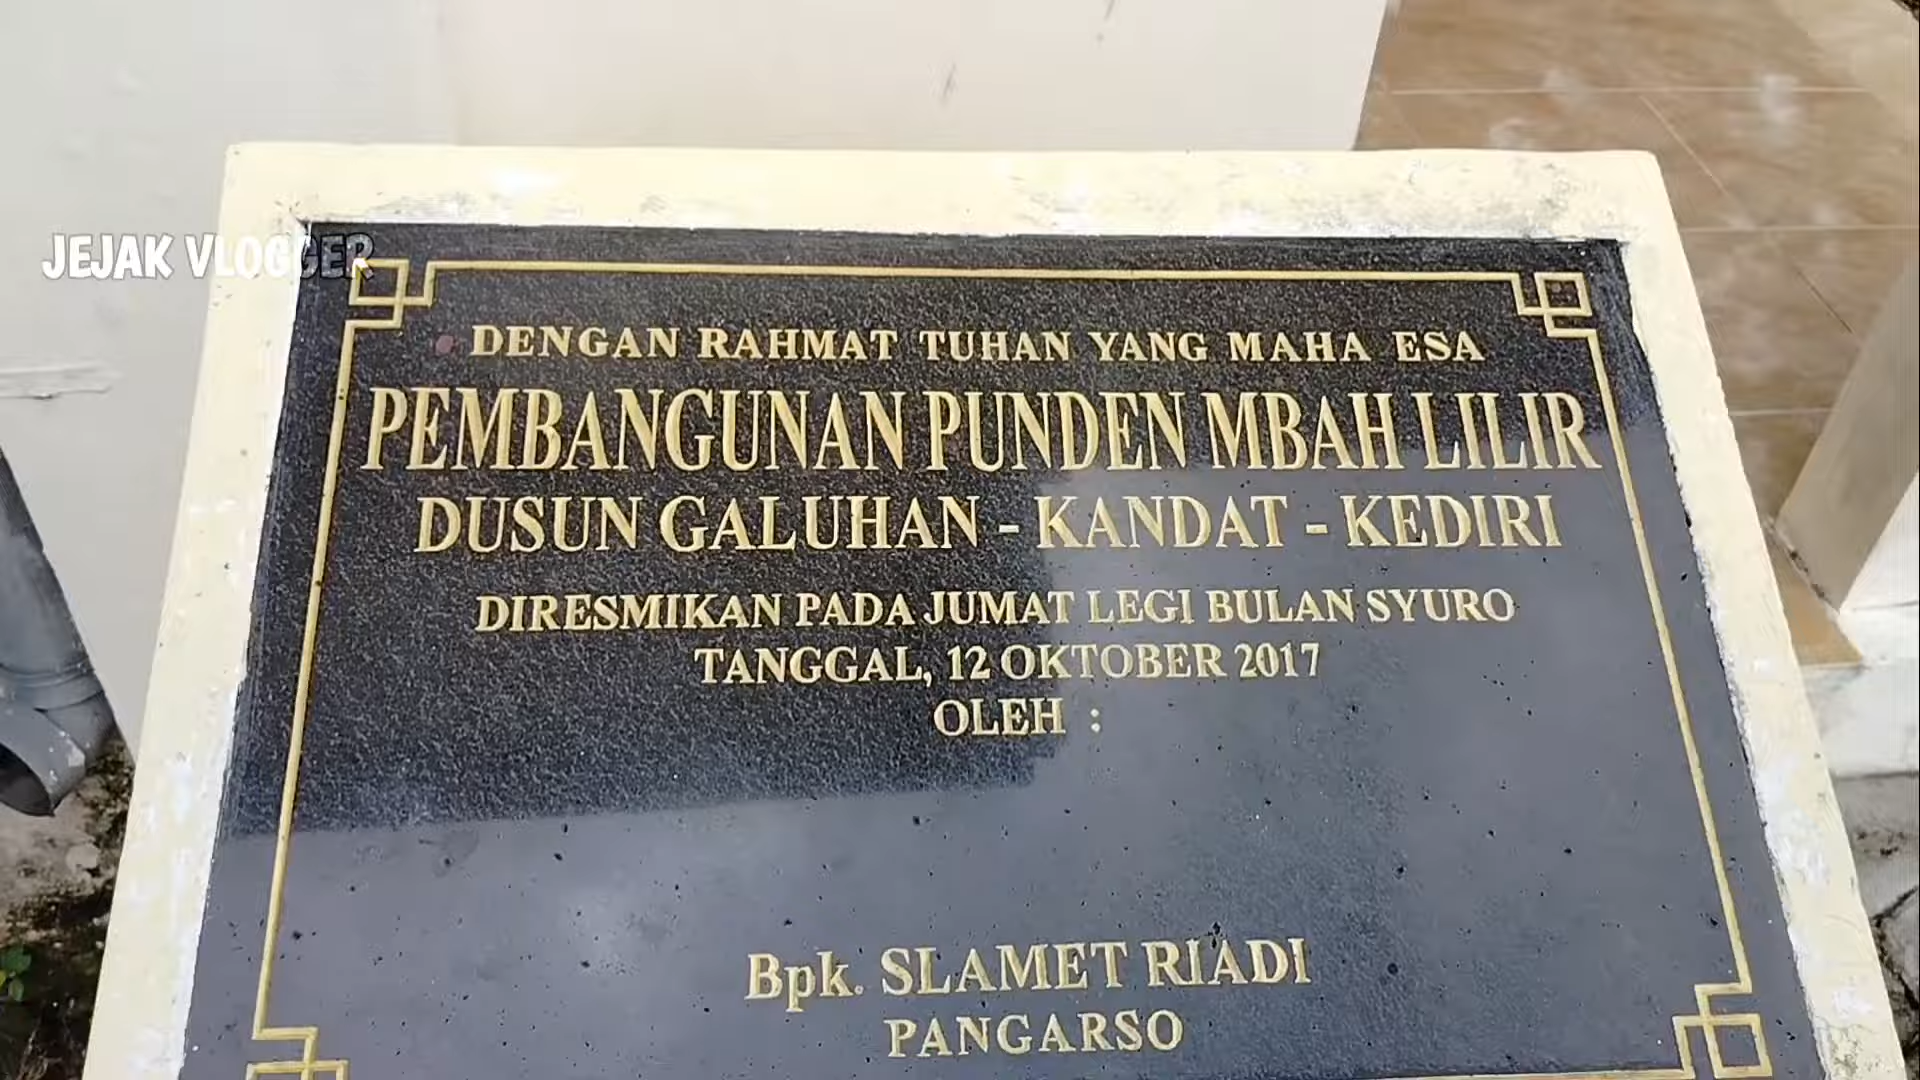 JEJAK VLOGGER
DENGAN RAHMAT TUHAN YANG MAHA ESA
PEMBANGUNAN PUNDEN MBAH LILIR
DUSUN GALUHAN - KANDAT - KEDIRI
DIRESMIKAN PADA JUMAT LEGI BULAN SYURO
TANGGAL, 12 OKTOBER 2017
OLEH :
Bpk. SLAMET RIADI
PANGARSO